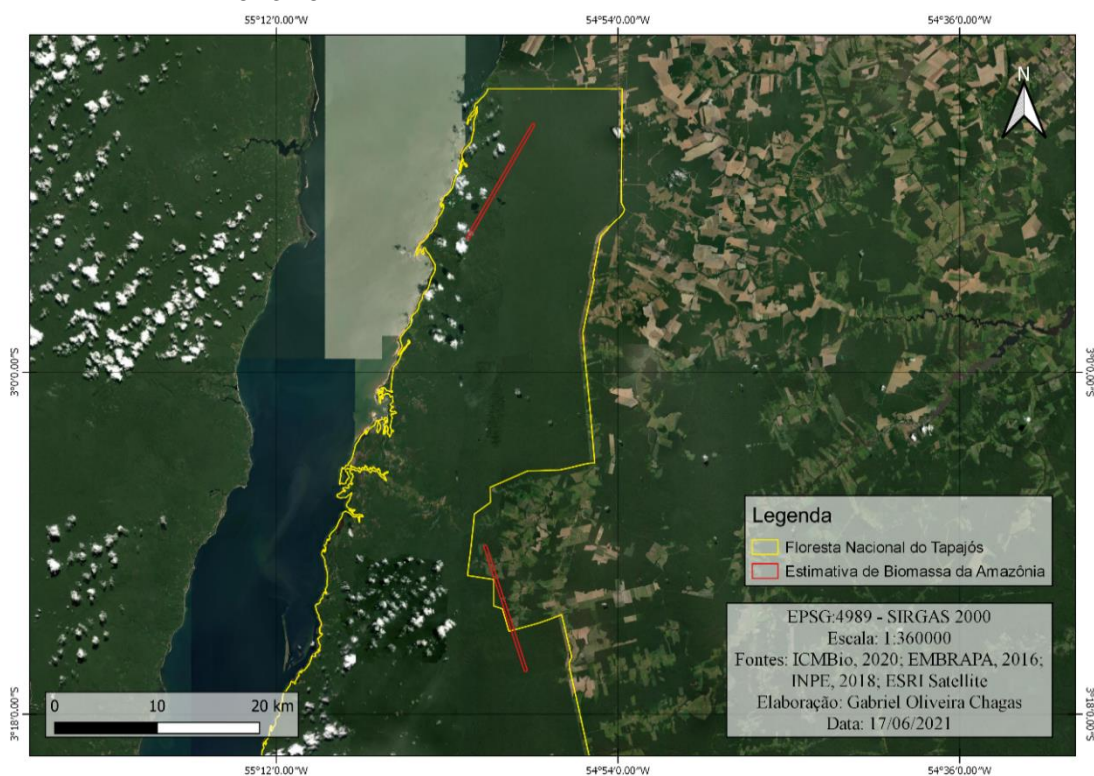 55°12'0.00"W
54°54'0.00"W
54°36'0.00"W
N
3°0'0.00"S
3°0'0.00"S
Legenda
Floresta Nacional do Tapajós
Estimativa de Biomassa da Amazônia
EPSG:4989 - SIRGAS 2000
Escala: 1:360000
Fontes: ICMBio, 2020; EMBRAPA, 2016;
INPE, 2018; ESRI Satellite
Elaboração: Gabriel Oliveira Chagas
Data: 17/06/2021
0 10 20 km
3°18'0.00"S
3°18'0.00"S
55°12'0.00"W
54°54'0.00"W
54°36'0.00"W